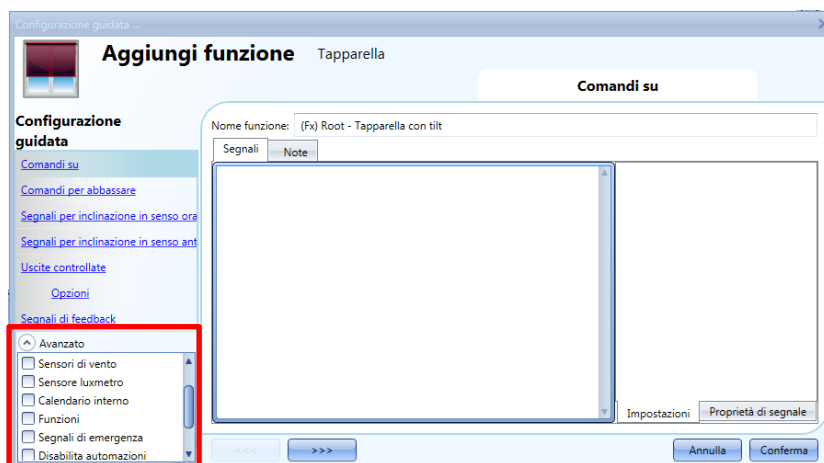 Configurazione guidata ...
Aggiungi funzione Tapparella
Comandi su
Configurazione
guidata
Comandi su
Comandi per abbassare
Segnali per inclinazione in senso ora
Segnali per inclinazione in senso ant
Uscite controllate
Opzioni
Segnali di feedback
Avanzato
Sensori di vento
Sensore luxmetro
Calendario interno
Funzioni
Segnali di emergenza
Disabilita automazioni
Nome funzione: (Fx) Root - Tapparella con tilt
Segnali Note
Impostazioni Proprietà di segnale
<<< >>> Annulla Conferma